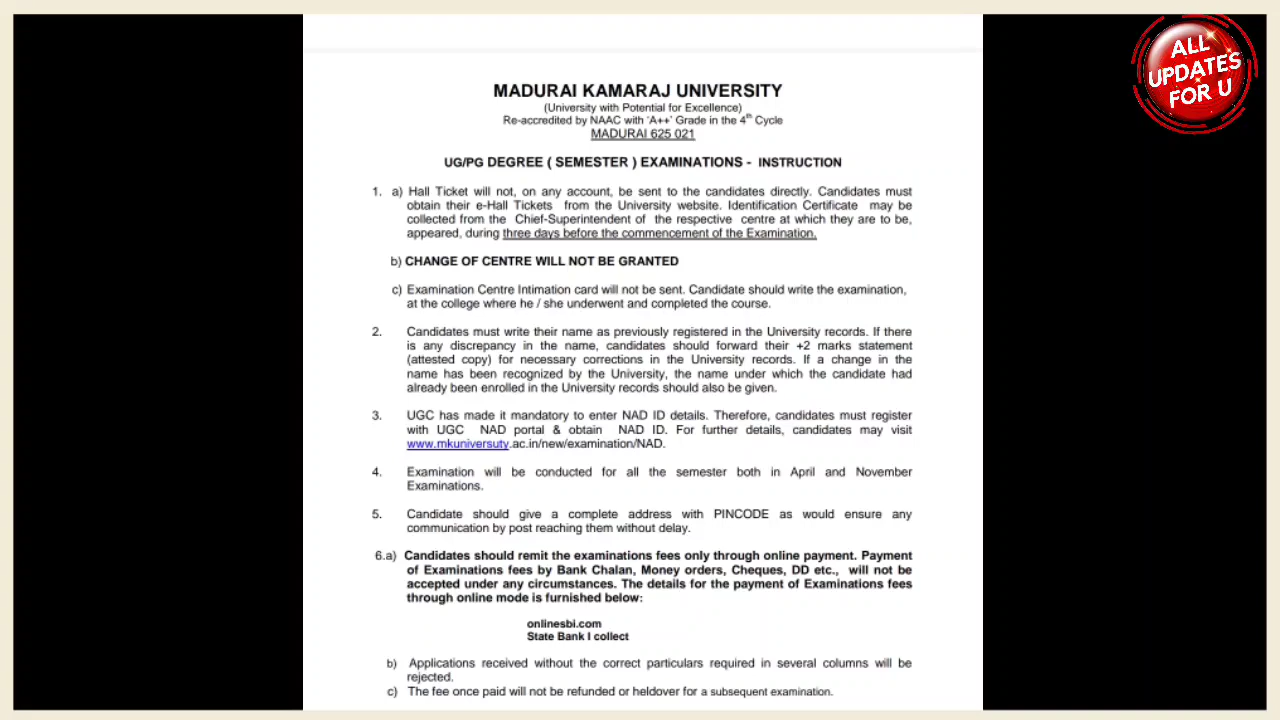 ALL
UPDATES
FOR U
MADURAI KAMARAJ UNIVERSITY
(University with Potential for Excellence)
Re-accredited by NAAC with 'A++' Grade in the 4th Cycle
MADURAI 625 021
UG/PG DEGREE ( SEMESTER ) EXAMINATIONS - INSTRUCTION
1. a) Hall Ticket will not, on any account, be sent to the candidates directly. Candidates must
obtain their e-Hall Tickets from the University website. Identification Certificate may be
collected from the Chief-Superintendent of the respective centre at which they are to be,
appeared, during three days before the commencement of the Examination.
b) CHANGE OF CENTRE WILL NOT BE GRANTED
c) Examination Centre Intimation card will not be sent. Candidate should write the examination,
at the college where he / she underwent and completed the course.
2. Candidates must write their name as previously registered in the University records. If there
is any discrepancy in the name, candidates should forward their +2 marks statement
(attested copy) for necessary corrections in the University records. If a change in the
name has been recognized by the University, the name under which the candidate had
already been enrolled in the University records should also be given.
3. UGC has made it mandatory to enter NAD ID details. Therefore, candidates must register
with UGC NAD portal & obtain NAD ID. For further details, candidates may visit
www.mkuniversuty.ac.in/new/examination/NAD.
4. Examination will be conducted for all the semester both in April and November
Examinations.
5. Candidate should give a complete address with PINCODE as would ensure any
communication by post reaching them without delay.
6.a) Candidates should remit the examinations fees only through online payment. Payment
of Examinations fees by Bank Chalan, Money orders, Cheques, DD etc., will not be
accepted under any circumstances. The details for the payment of Examinations fees
through online mode is furnished below:
onlinesbi.com
State Bank I collect
b) Applications received without the correct particulars required in several columns will be
rejected.
c) The fee once paid will not be refunded or heldover for a subsequent examination.